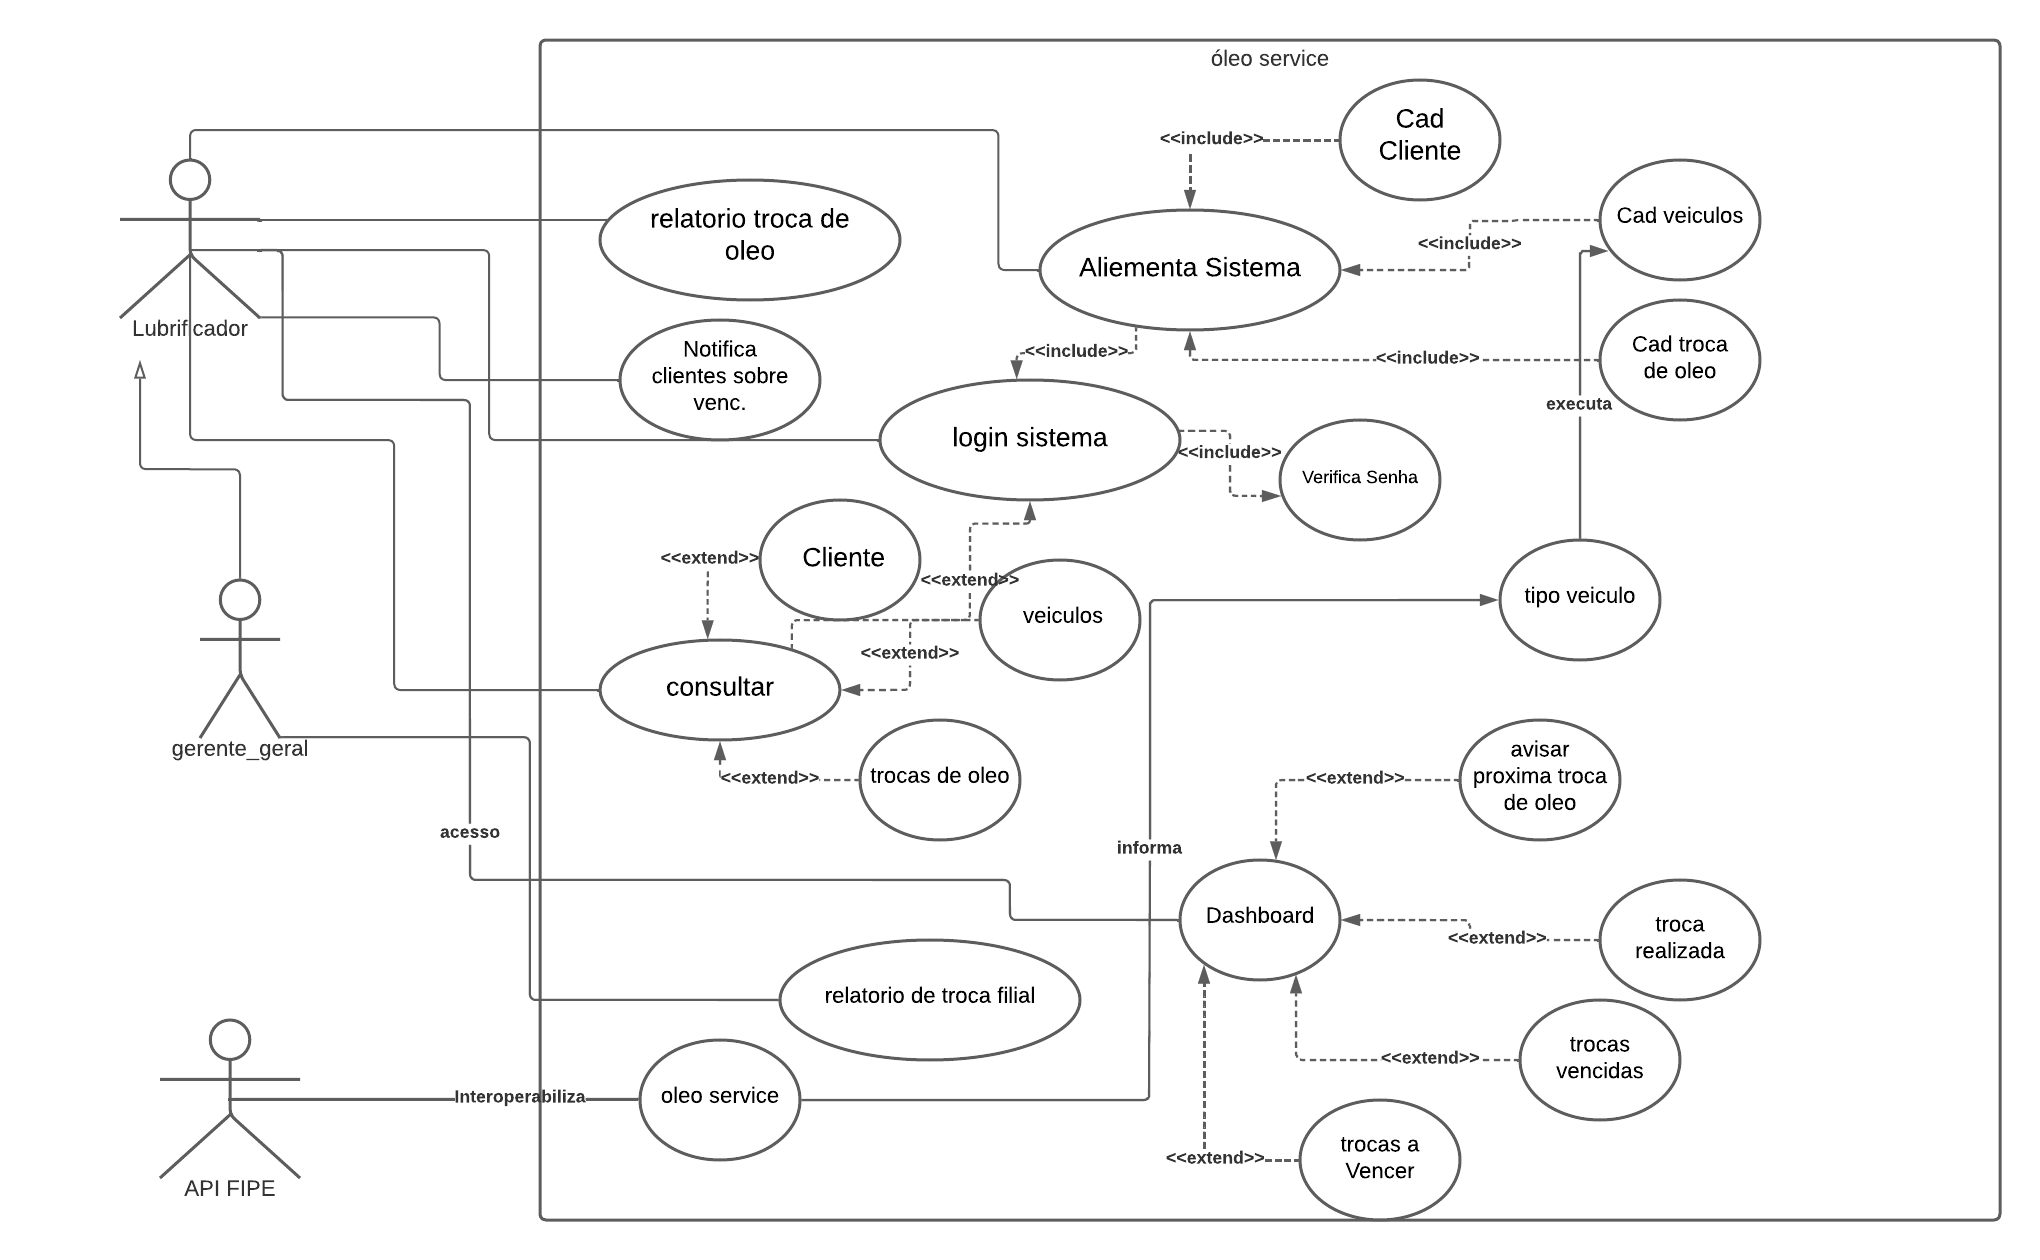 óleo service
Cad
Cliente
<<include>>
relatorio troca de
oleo
Cad veiculos
<<include>>
Aliementa Sistema
Lubrificador
Notifica
clientes sobre
venc.
<<include>>
<<include>>
Cad troca
de oleo
executa
login sistema
<<include>>
Verifica Senha
<<extend>>
Cliente
<<extend>>
veiculos
tipo veiculo
<<extend>>
consultar
gerente_geral
<<extend>>
trocas de oleo
<<extend>>
avisar
proxima troca
de oleo
acesso
informa
Dashboard
<<extend>>
troca
realizada
relatorio de troca filial
<<extend>>
trocas
vencidas
Interoperabiliza
oleo service
<<extend>>
trocas a
Vencer
API FIPE